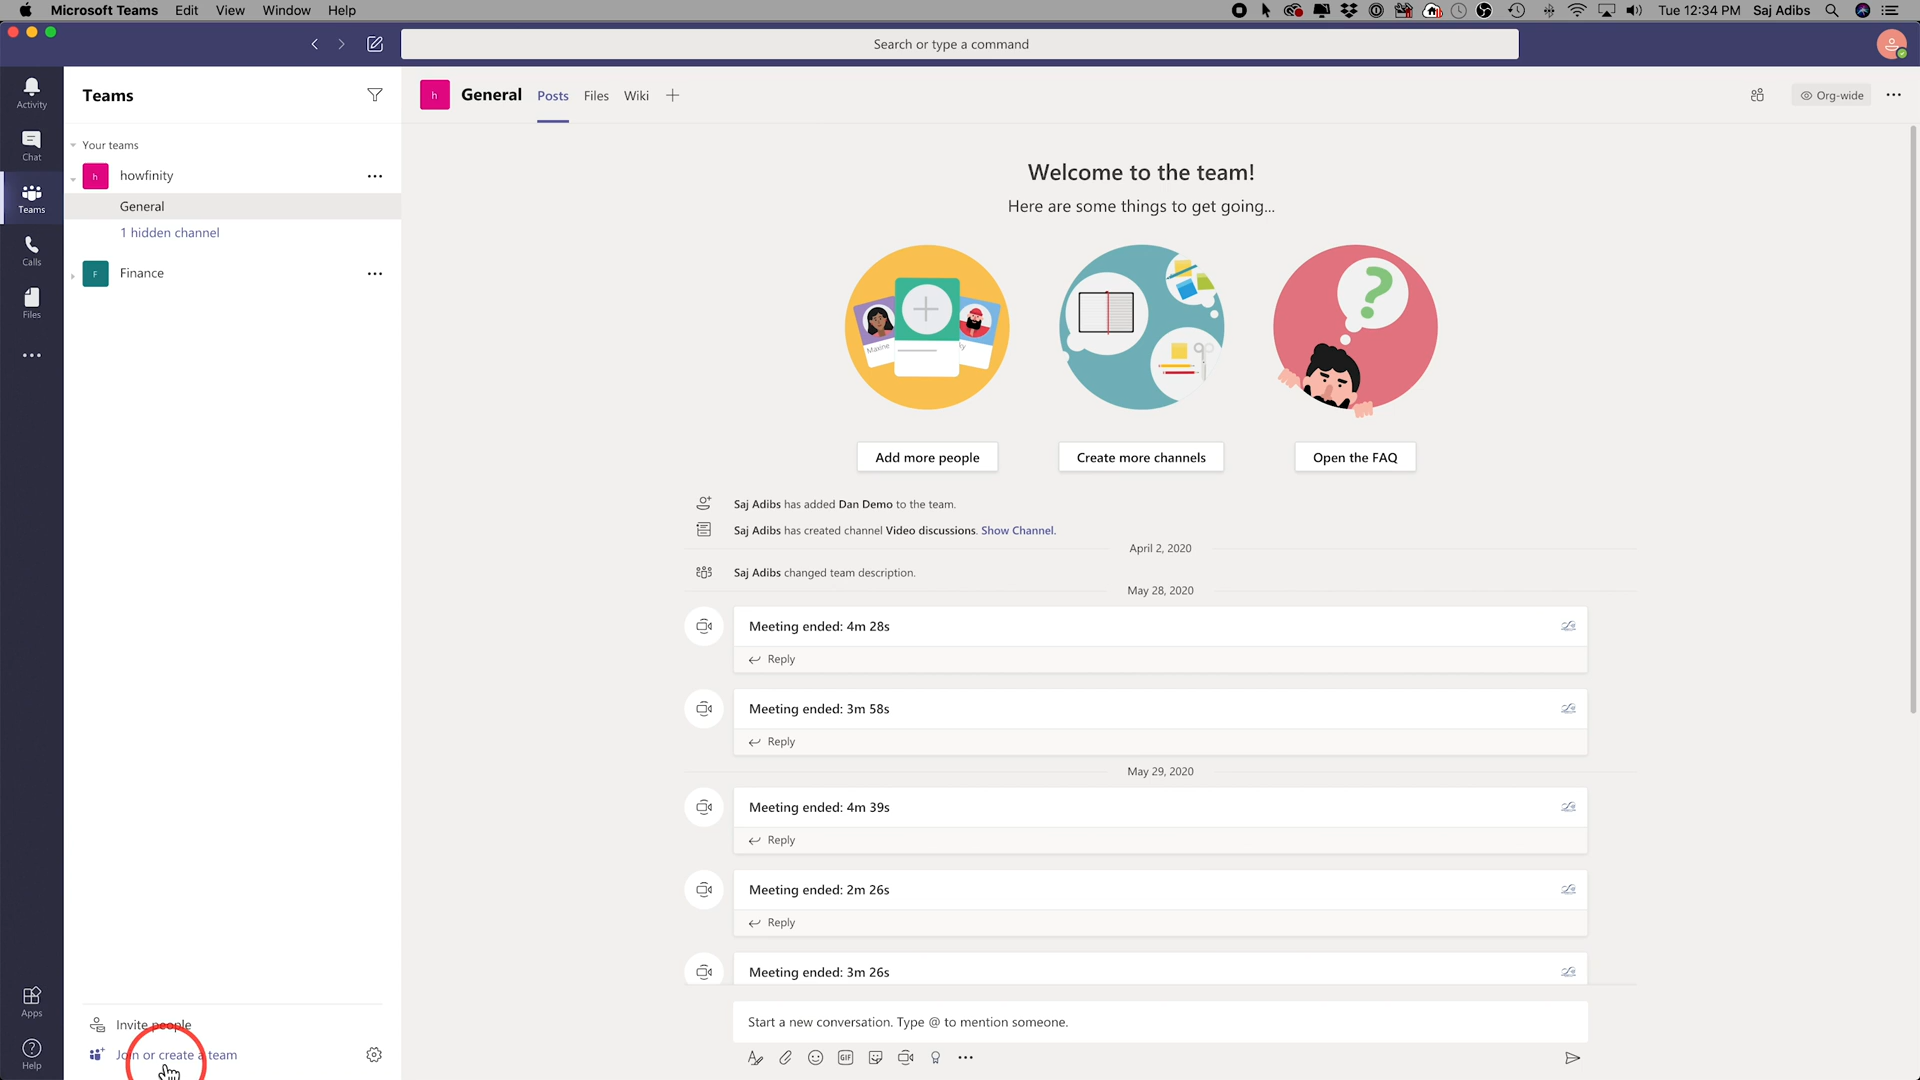 Microsoft Teams Edit View Window Help
Tue 12:34 PM Saj Adibs
Search or type a command
Activity
Chat
Teams
Calls
Files
Apps
Help
Teams
Your teams
h howfinity
General
1 hidden channel
F Finance
Invite people
Join or create a team
h General Posts Files Wiki
Org-wide
Welcome to the team!
Here are some things to get going...
Maxine
Add more people
Create more channels
?
Open the FAQ
Saj Adibs has added Dan Demo to the team.
Saj Adibs has created channel Video discussions. Show Channel.
April 2, 2020
Saj Adibs changed team description.
May 28, 2020
Meeting ended: 4m 28s
Reply
Meeting ended: 3m 58s
Reply
May 29, 2020
Meeting ended: 4m 39s
Reply
Meeting ended: 2m 26s
Reply
Meeting ended: 3m 26s
Start a new conversation. Type @ to mention someone.
GIF